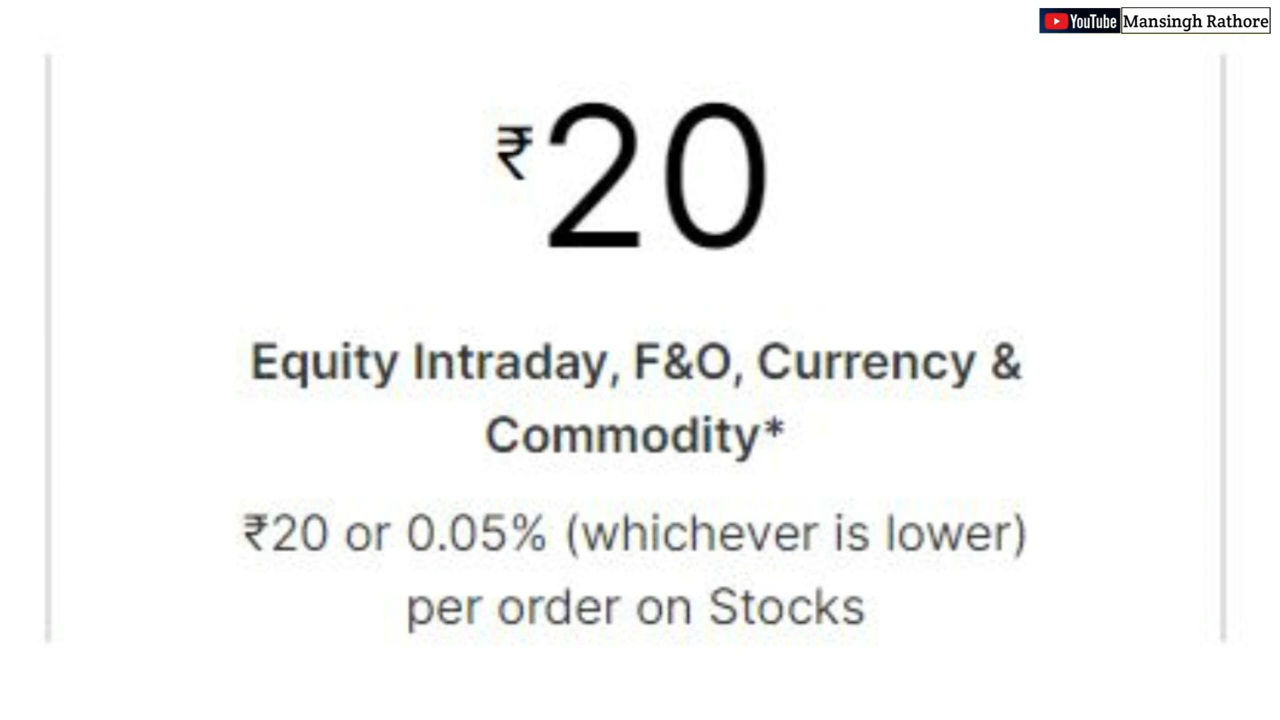 YouTube Mansingh Rathore
₹20
Equity Intraday, F&O, Currency &
Commodity*
₹20 or 0.05% (whichever is lower)
per order on Stocks